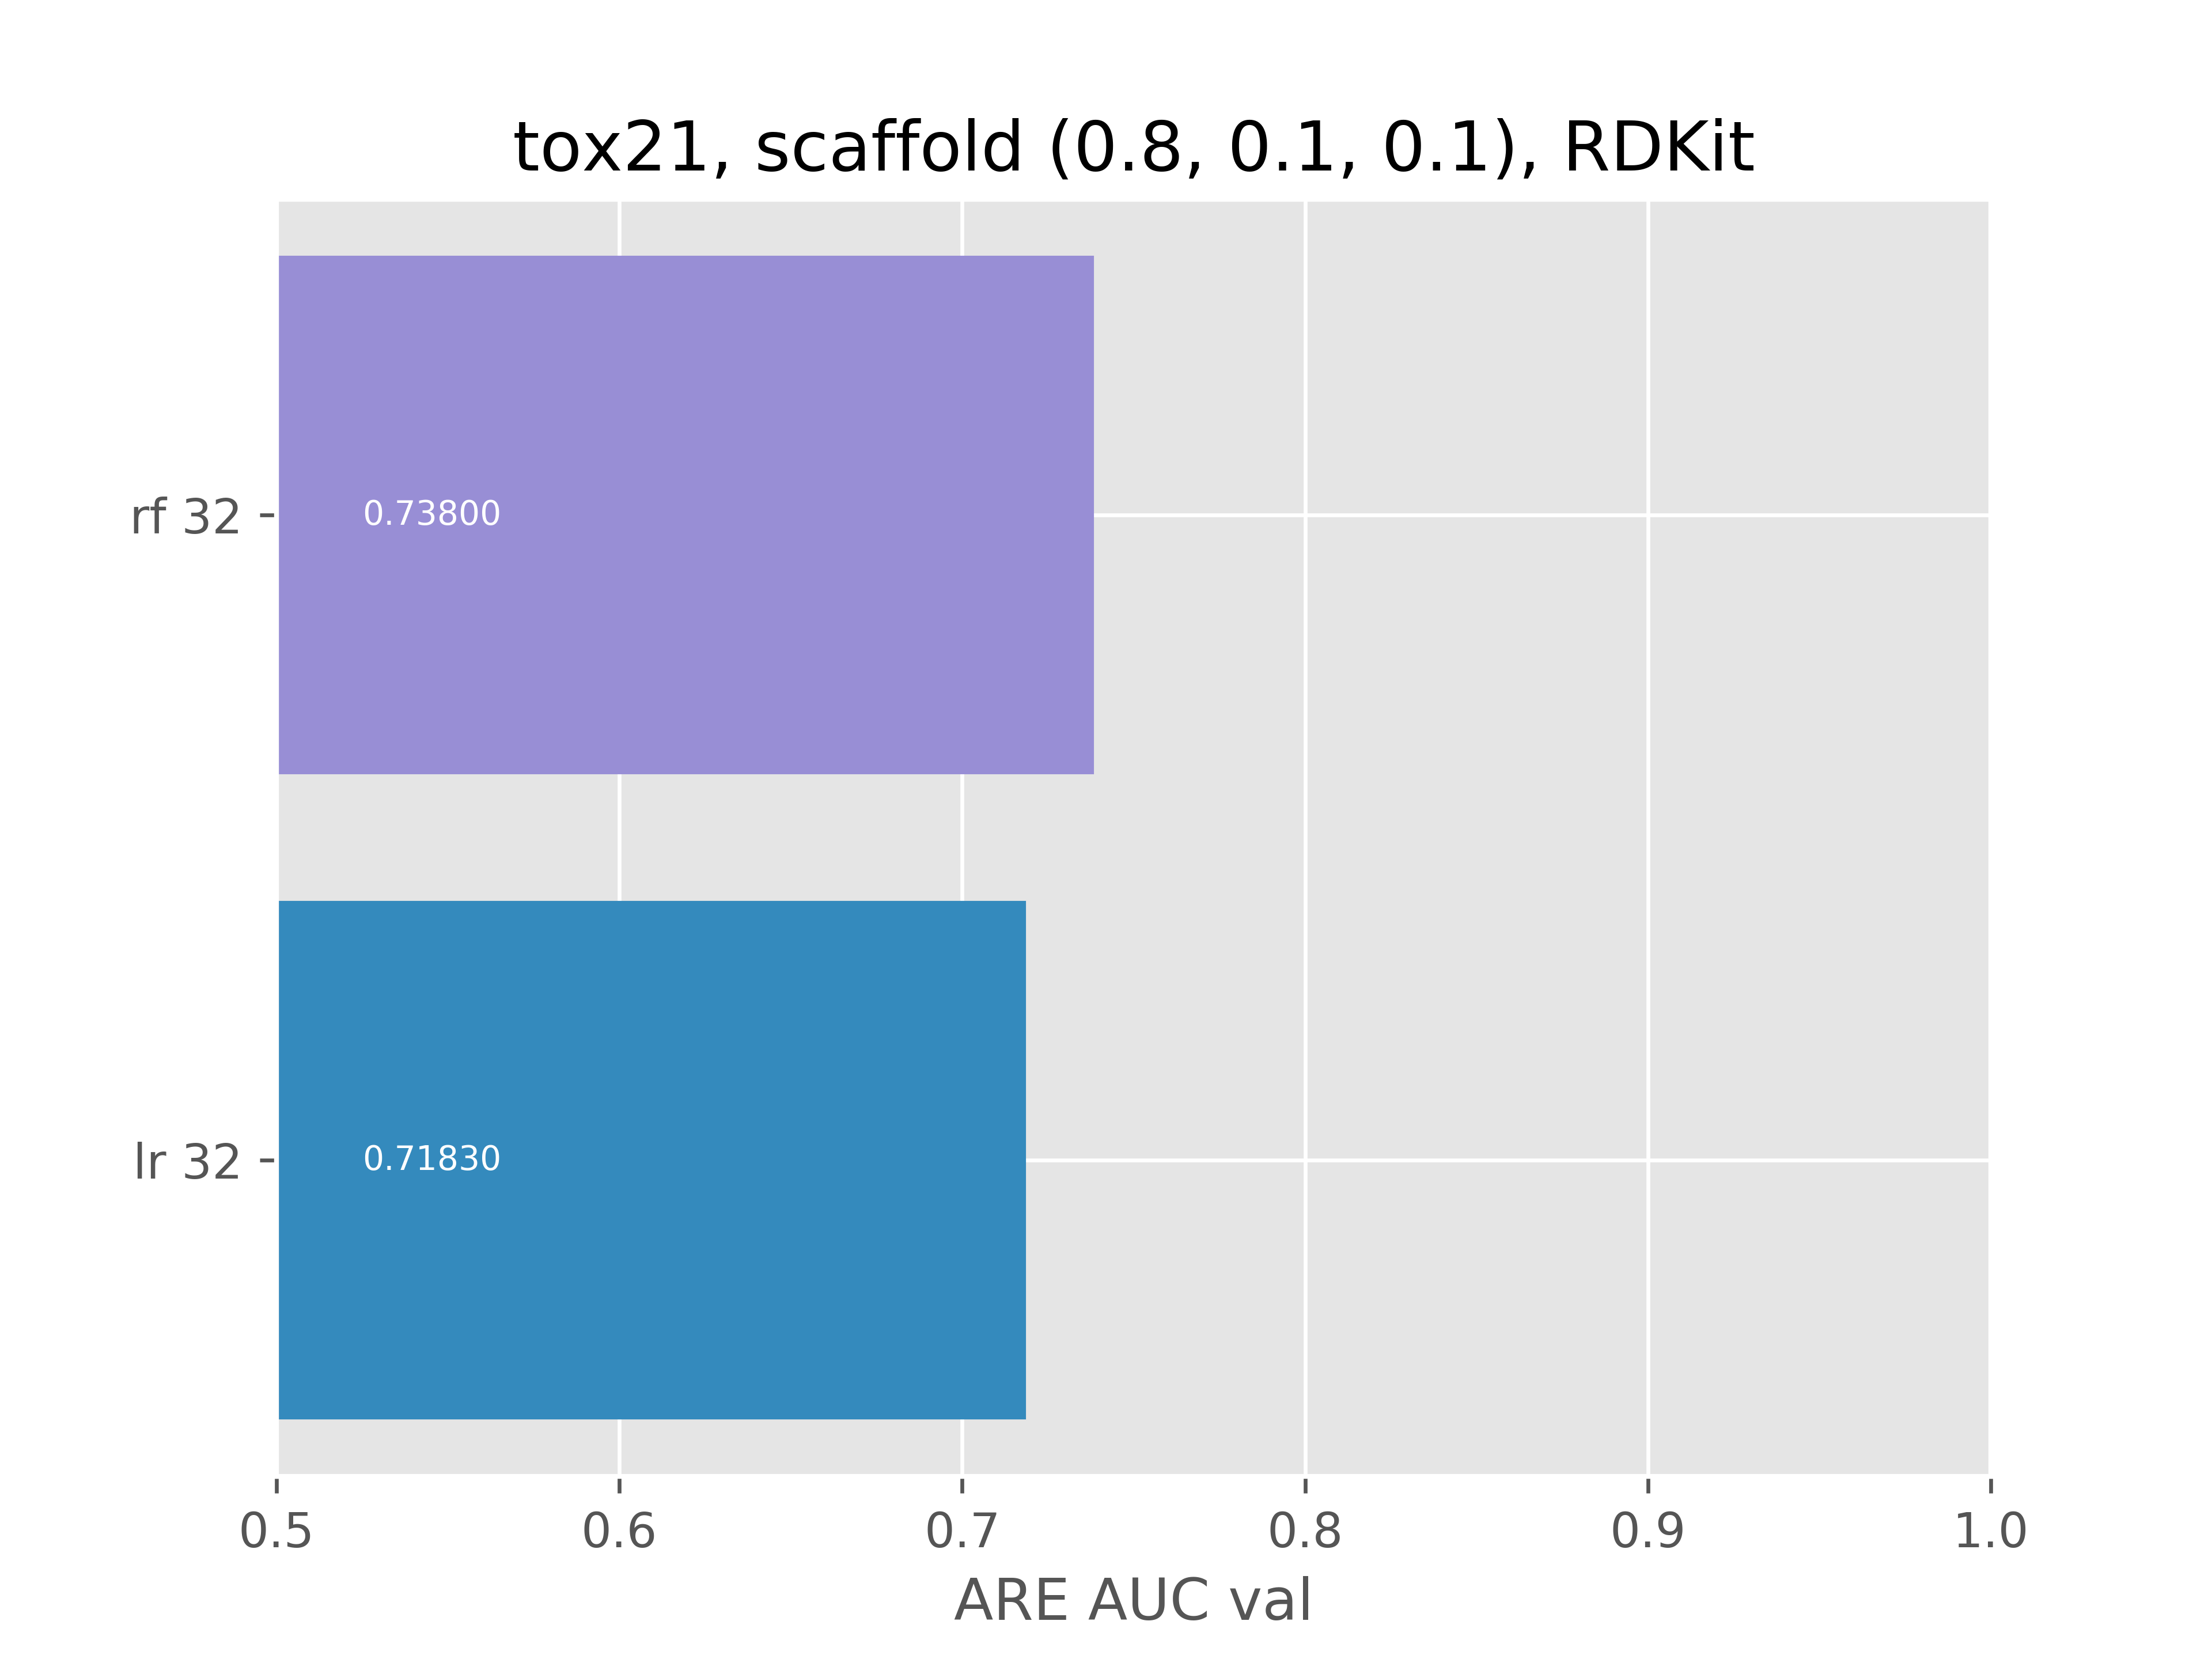 tox21, scaffold (0.8, 0.1, 0.1), RDKit
rf 32
0.73800
lr 32
0.71830
0.5 0.6 0.7 0.8 0.9 1.0
ARE AUC val